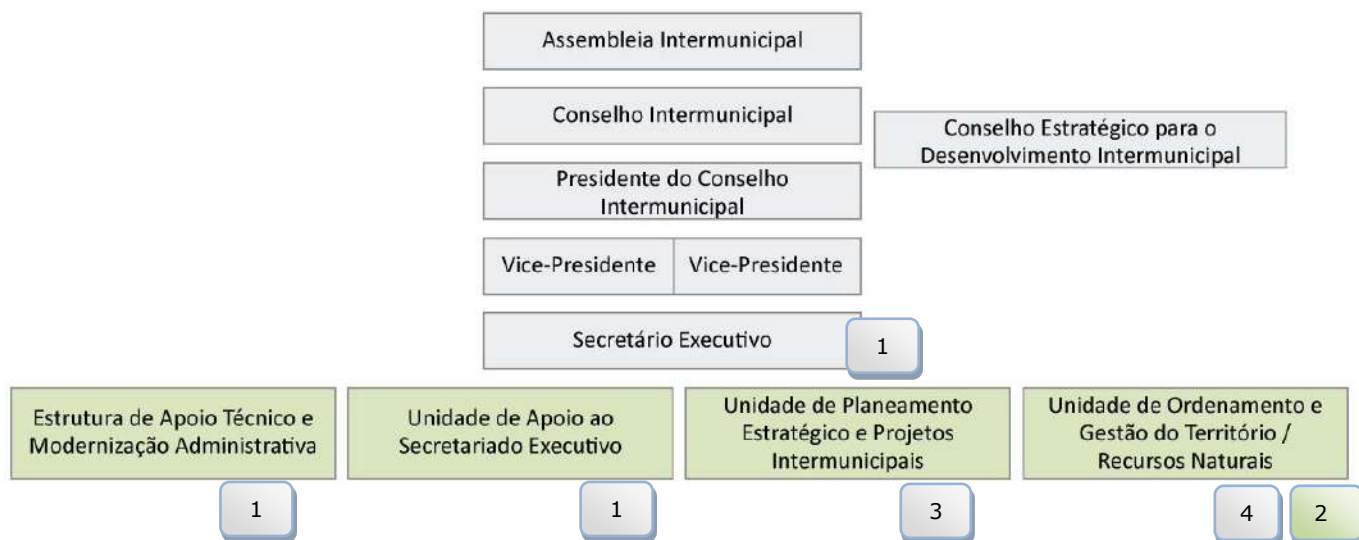 Assembleia Intermunicipal
Conselho Intermunicipal
Conselho Estratégico para o
Desenvolvimento Intermunicipal
Presidente do Conselho
Intermunicipal
Vice-Presidente
Vice-Presidente
Secretário Executivo
1
Estrutura de Apoio Técnico e
Modernização Administrativa
1
Unidade de Apoio ao
Secretariado Executivo
1
Unidade de Planeamento
Estratégico e Projetos
Intermunicipais
3
Unidade de Ordenamento e
Gestão do Território /
Recursos Naturais
4
2